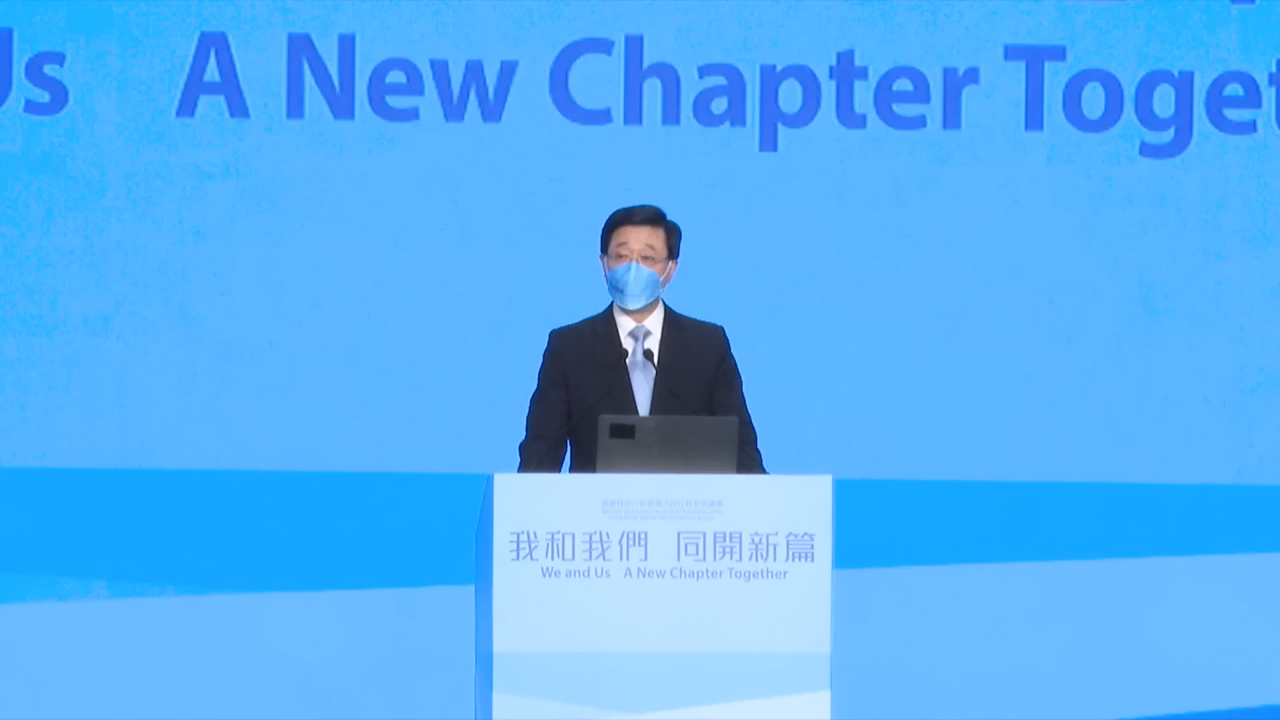 Us A New Chapter Toget
我和我們 同開新篇
We and Us A New Chapter Together